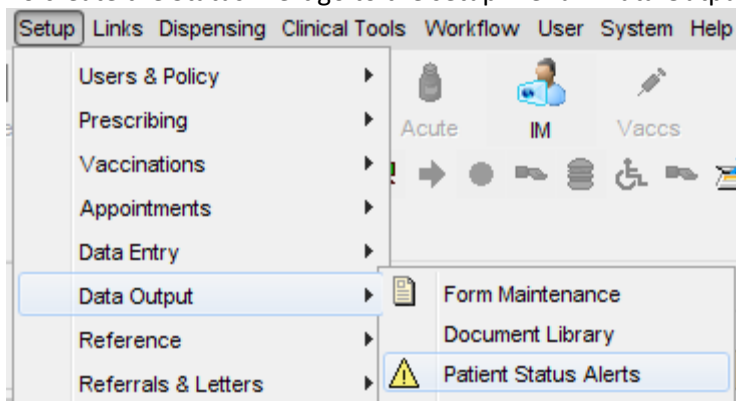 Setup Links Dispensing Clinical Tools Workflow User System Help
Users & Policy
Acute IM Vaccs
Prescribing
Vaccinations
Appointments
Data Entry
Data Output
Form Maintenance
Reference
Document Library
Referrals & Letters
Patient Status Alerts